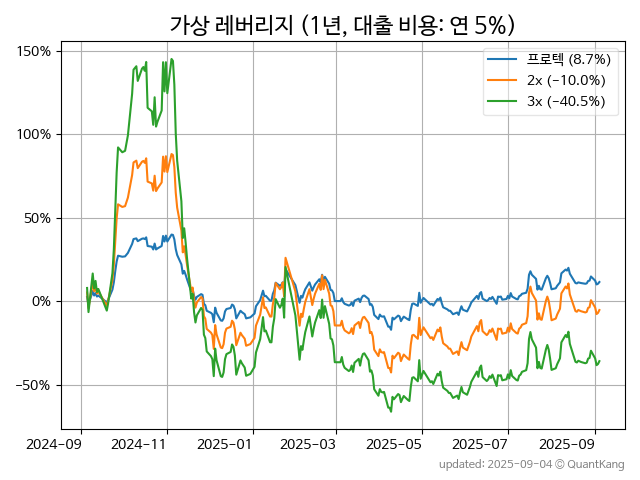 가상 레버리지 (1년, 대출 비용: 연 5%)
프로텍 (8.7%)
2x (−10.0%)
3x (−40.5%)
150%
100%
50%
0%
−50%
2024-09 2024-11 2025-01 2025-03 2025-05 2025-07 2025-09
updated: 2025-09-04 © QuantKang